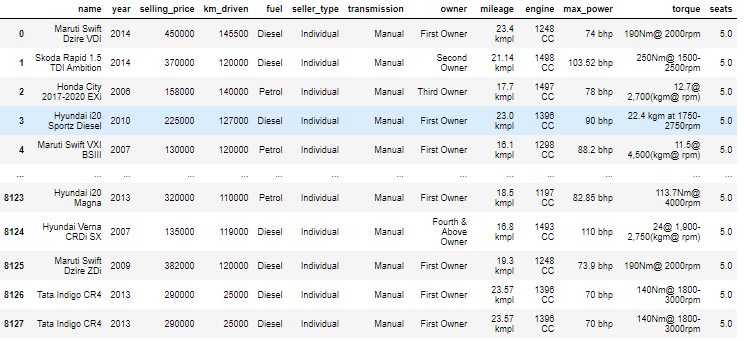 name year selling_price km_driven fuel seller_type transmission owner mileage engine max_power torque seats
0 Maruti Swift Dzire VDI 2014 450000 145500 Diesel Individual Manual First Owner 23.4 kmpl 1248 CC 74 bhp 190Nm@ 2000rpm 5.0
1 Skoda Rapid 1.5 TDI Ambition 2014 370000 120000 Diesel Individual Manual Second Owner 21.14 kmpl 1498 CC 103.52 bhp 250Nm@ 1500-2500rpm 5.0
2 Honda City 2017-2020 EXi 2006 158000 140000 Petrol Individual Manual Third Owner 17.7 kmpl 1497 CC 78 bhp 12.7@ 2,700(kgm@ rpm) 5.0
3 Hyundai i20 Sportz Diesel 2010 225000 127000 Diesel Individual Manual First Owner 23.0 kmpl 1396 CC 90 bhp 22.4 kgm at 1750-2750rpm 5.0
4 Maruti Swift VXI BSIII 2007 130000 120000 Petrol Individual Manual First Owner 16.1 kmpl 1298 CC 88.2 bhp 11.5@ 4,500(kgm@ rpm) 5.0
... ... ... ... ... ... ... ... ... ... ... ... ... ...
8123 Hyundai i20 Magna 2013 320000 110000 Petrol Individual Manual First Owner 18.5 kmpl 1197 CC 82.85 bhp 113.7Nm@ 4000rpm 5.0
8124 Hyundai Verna CRDi SX 2007 135000 119000 Diesel Individual Manual Fourth & Above Owner 16.8 kmpl 1493 CC 110 bhp 24@ 1,900-2,750(kgm@ rpm) 5.0
8125 Maruti Swift Dzire ZDi 2009 382000 120000 Diesel Individual Manual First Owner 19.3 kmpl 1248 CC 73.9 bhp 190Nm@ 2000rpm 5.0
8126 Tata Indigo CR4 2013 290000 25000 Diesel Individual Manual First Owner 23.57 kmpl 1396 CC 70 bhp 140Nm@ 1800-3000rpm 5.0
8127 Tata Indigo CR4 2013 290000 25000 Diesel Individual Manual First Owner 23.57 kmpl 1396 CC 70 bhp 140Nm@ 1800-3000rpm 5.0